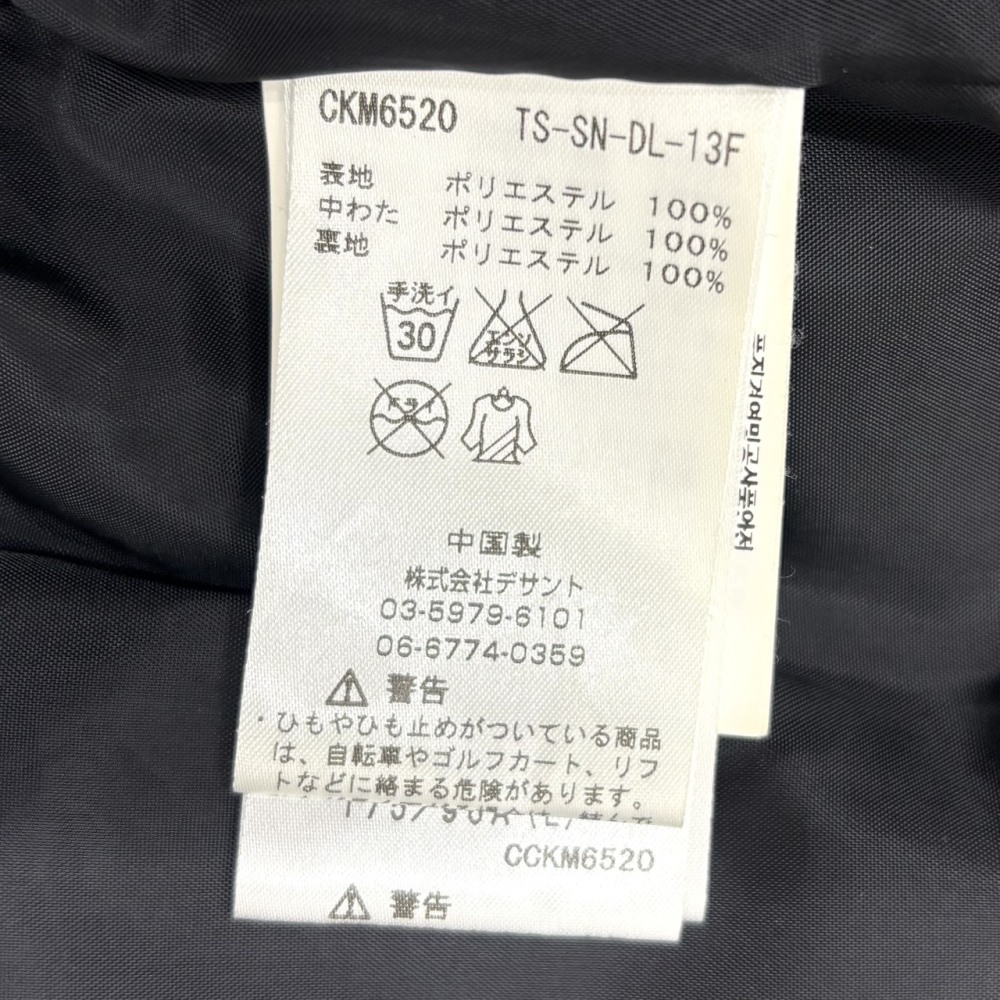 CKM6520 TS-SN-DL-13F
表地 ポリエステル 100%
中わた ポリエステル 100%
裏地 ポリエステル 100%
手洗イ
30
エンソ
サラシ
ドライ
中国製
株式会社デサント
03-5979-6101
06-6774-0359
警告
・ひもやひも止めがついている商品
は、自転車やゴルフカート、リフ
トなどに絡まる危険があります。
CCKM6520
警告